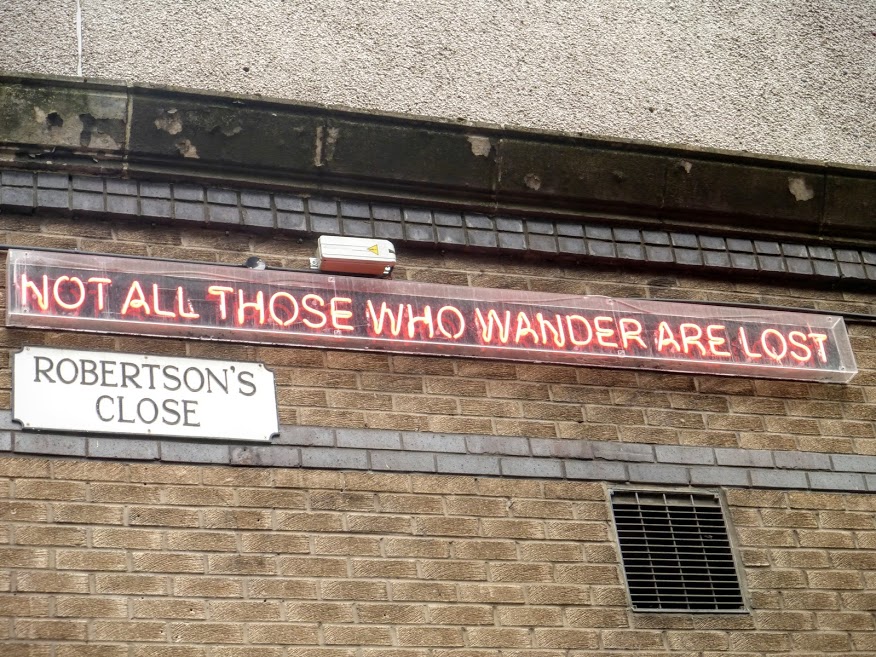 NOT ALL THOSE WHO WANDER ARE LOST
ROBERTSON'S
CLOSE